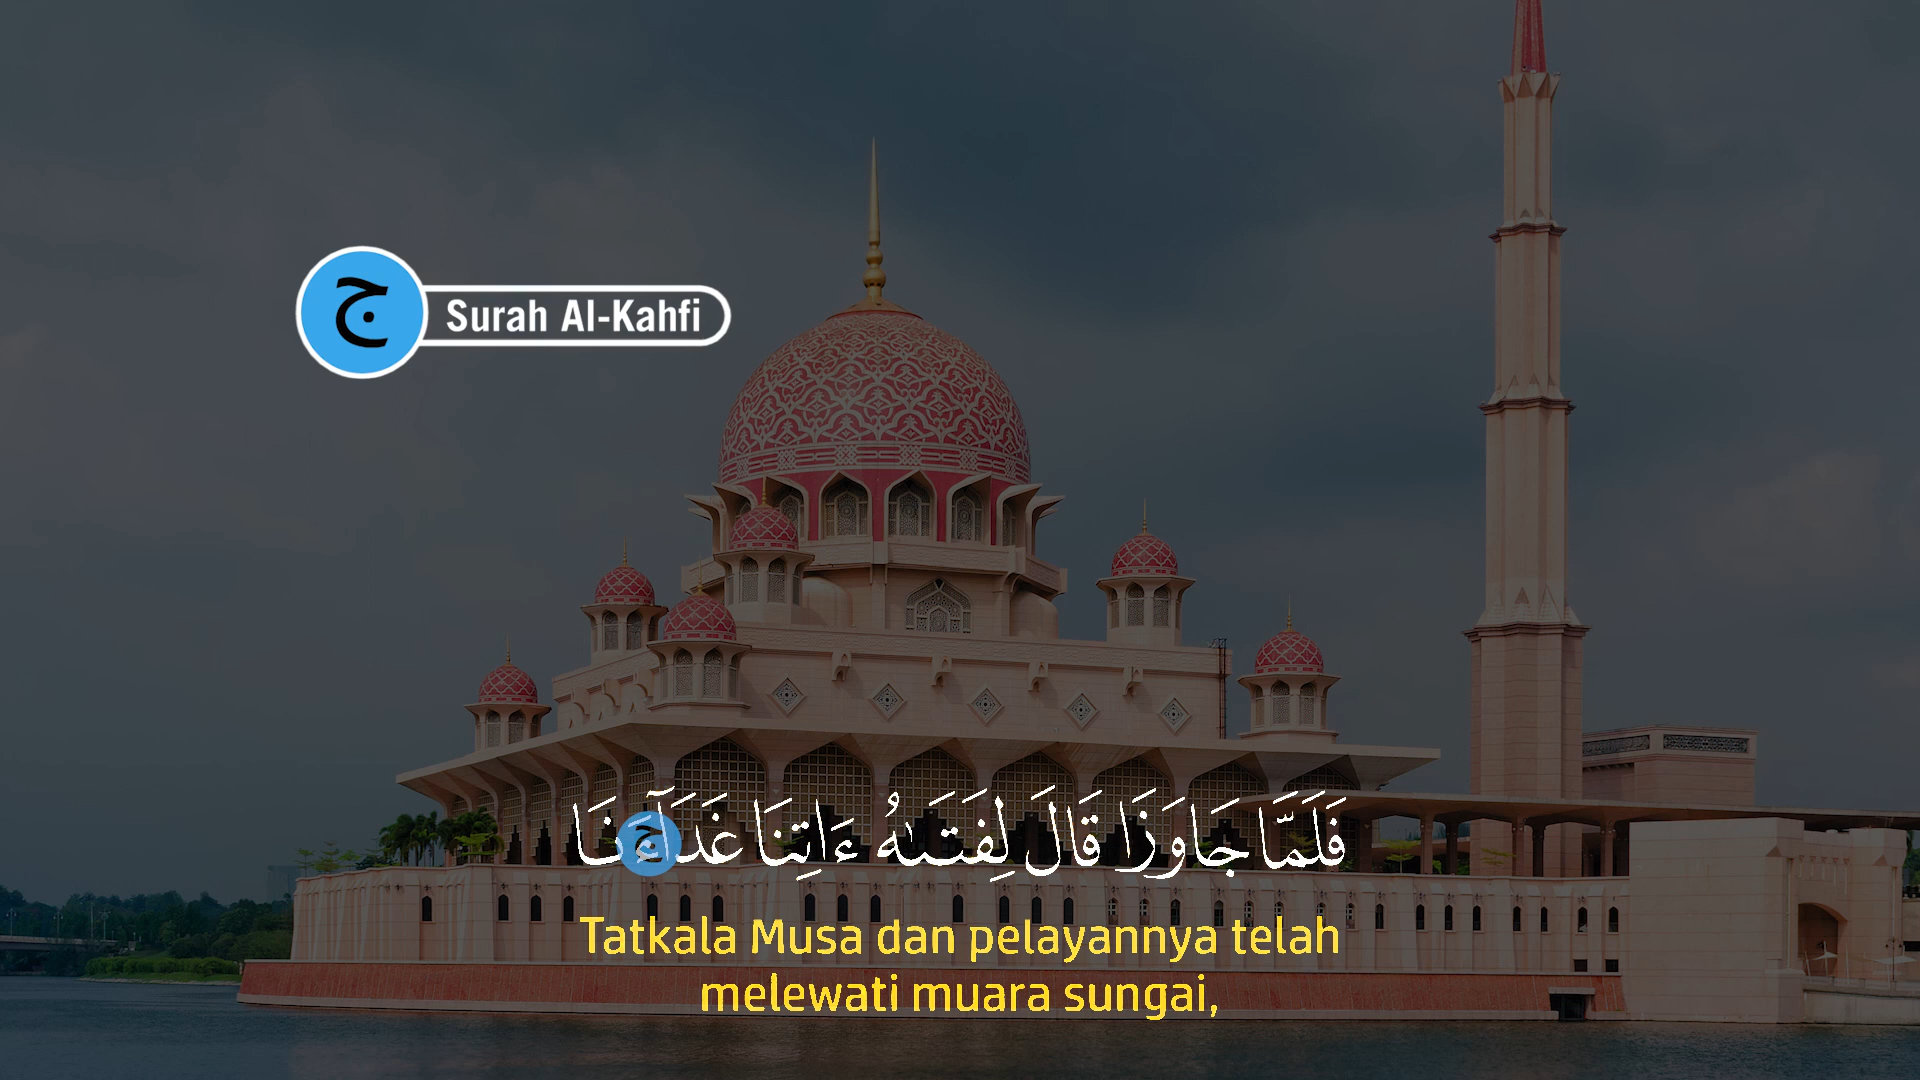 ج
Surah Al-Kahfi
فَلَمَّا جَاوَزَا قَالَ لِفَتَىٰهُ ءَاتِنَا غَدَآءَنَا
ج
Tatkala Musa dan pelayannya telah
melewati muara sungai,